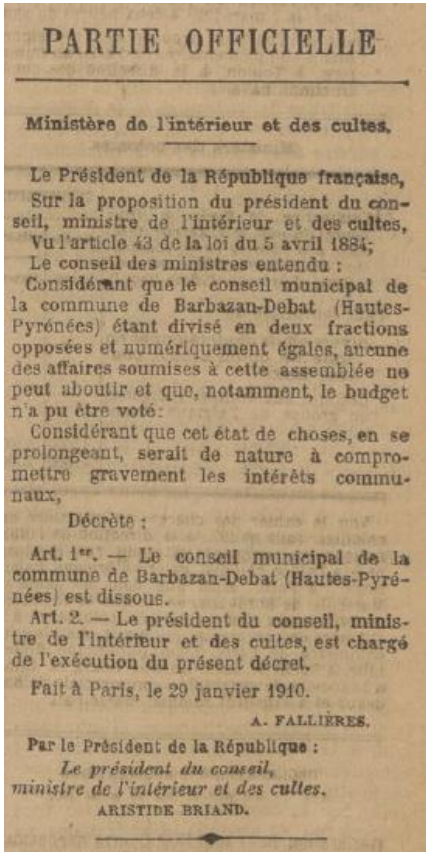 PARTIE OFFICIELLE
Ministère de l'intérieur et des cultes.
Le Président de la République française,
Sur la proposition du président du con-
seil, ministre de l'intérieur et des cultes,
Vu l'article 43 de la loi du 5 avril 1884;
Le conseil des ministres entendu :
Considérant que le conseil municipal de
la commune de Barbazan-Debat (Hautes-
Pyrénées) étant divisé en deux fractions
opposées et numériquement égales, aucune
des affaires soumises à cette assemblée ne
peut aboutir et que, notamment, le budget
n'a pu être voté:
Considérant que cet état de choses, en se
prolongeant, serait de nature à compro-
mettre gravement les intérêts commu-
naux,
Décrète :
Art. 1er. — Le conseil municipal de la
commune de Barbazan-Debat (Hautes-Pyré-
nées) est dissous.
Art. 2. — Le président du conseil, minis-
tre de l'intérieur et des cultes, est chargé
de l'exécution du présent décret.
Fait à Paris, le 29 janvier 1910.
A. FALLIÈRES.
Par le Président de la République :
Le président du conseil,
ministre de l'intérieur et des cultes.
ARISTIDE BRIAND.